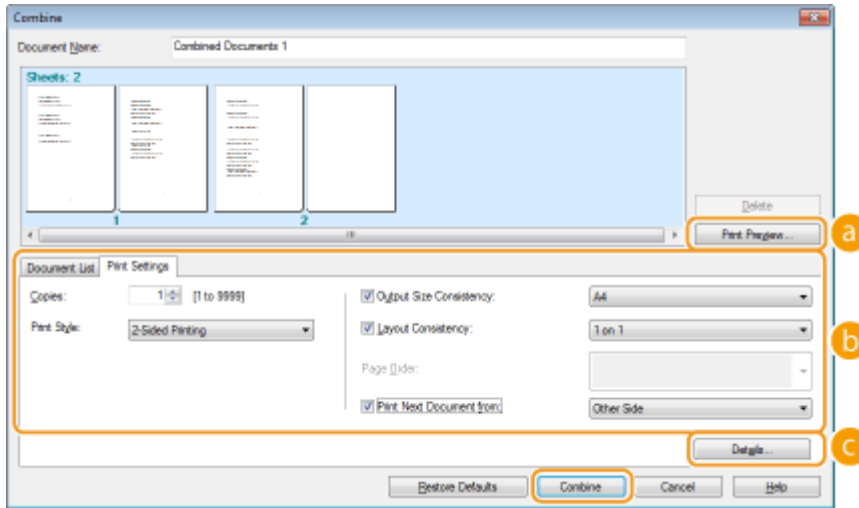 Combine
Document Name: Combined Documents 1
Sheets: 2
1 2
Delete
Print Preview... a
Document List Print Settings
Copies: 1 [1 to 9999] Output Size Consistency: A4
Print Style: 2-Sided Printing Layout Consistency: 1 on 1
b
Page Order:
Print Next Document from: Other Side
Details... c
Restore Defaults Combine Cancel Help